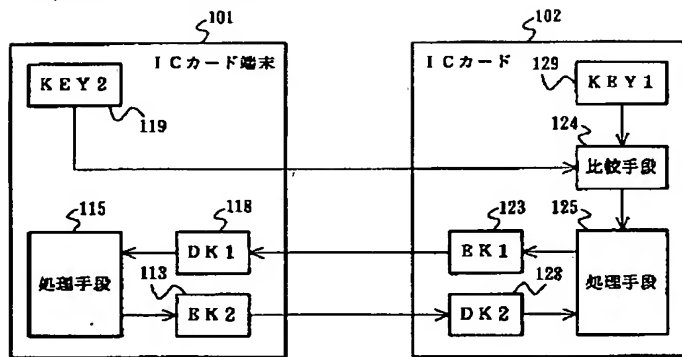 101
102
ICカード端末
ICカード
KEY2
119
129
KEY1
124
比較手段
115
118
123
125
処理手段
DK1
EK1
処理手段
113
EK2
128
DK2